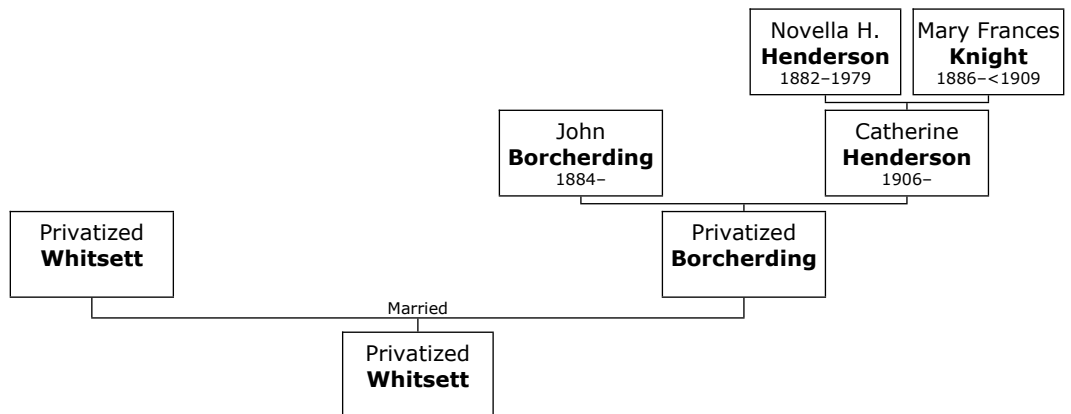 Novella H.
Henderson
1882–1979
Mary Frances
Knight
1886–<1909
John
Borcherding
1884–
Catherine
Henderson
1906–
Privatized
Whitsett
Privatized
Borcherding
Married
Privatized
Whitsett